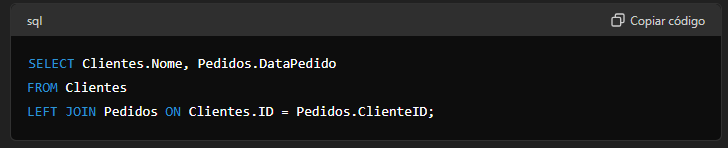 sql
Copiar código
SELECT Clientes.Nome, Pedidos.DataPedido
FROM Clientes
LEFT JOIN Pedidos ON Clientes.ID = Pedidos.ClienteID;